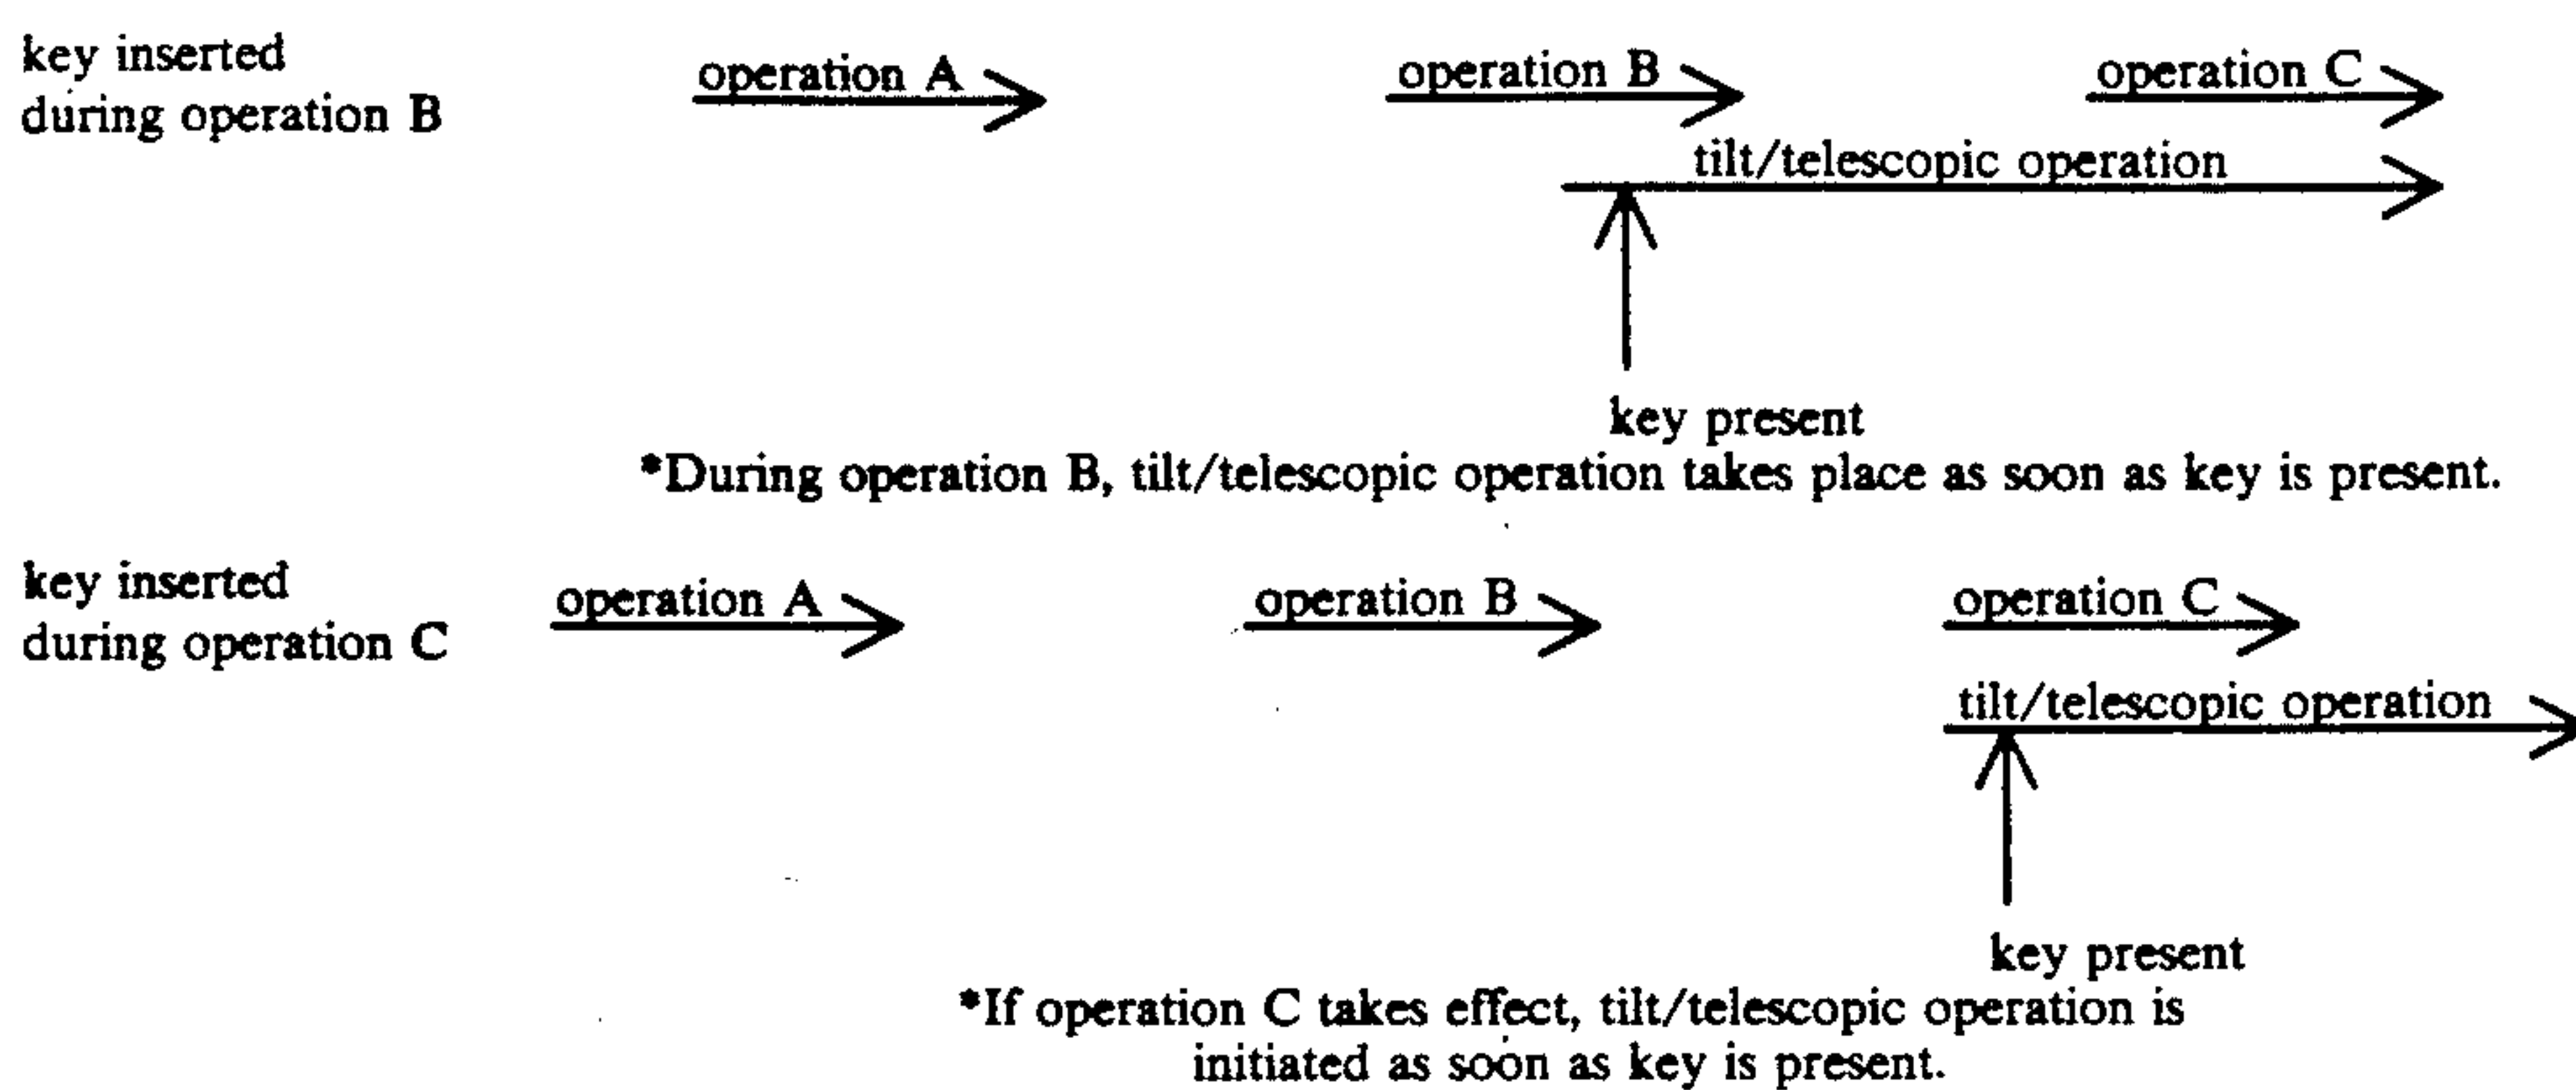 key inserted
during operation B
operation A
operation B
operation C
tilt/telescopic operation
key present
*During operation B, tilt/telescopic operation takes place as soon as key is present.
key inserted
during operation C
operation A
operation B
operation C
tilt/telescopic operation
key present
*If operation C takes effect, tilt/telescopic operation is
initiated as soon as key is present.